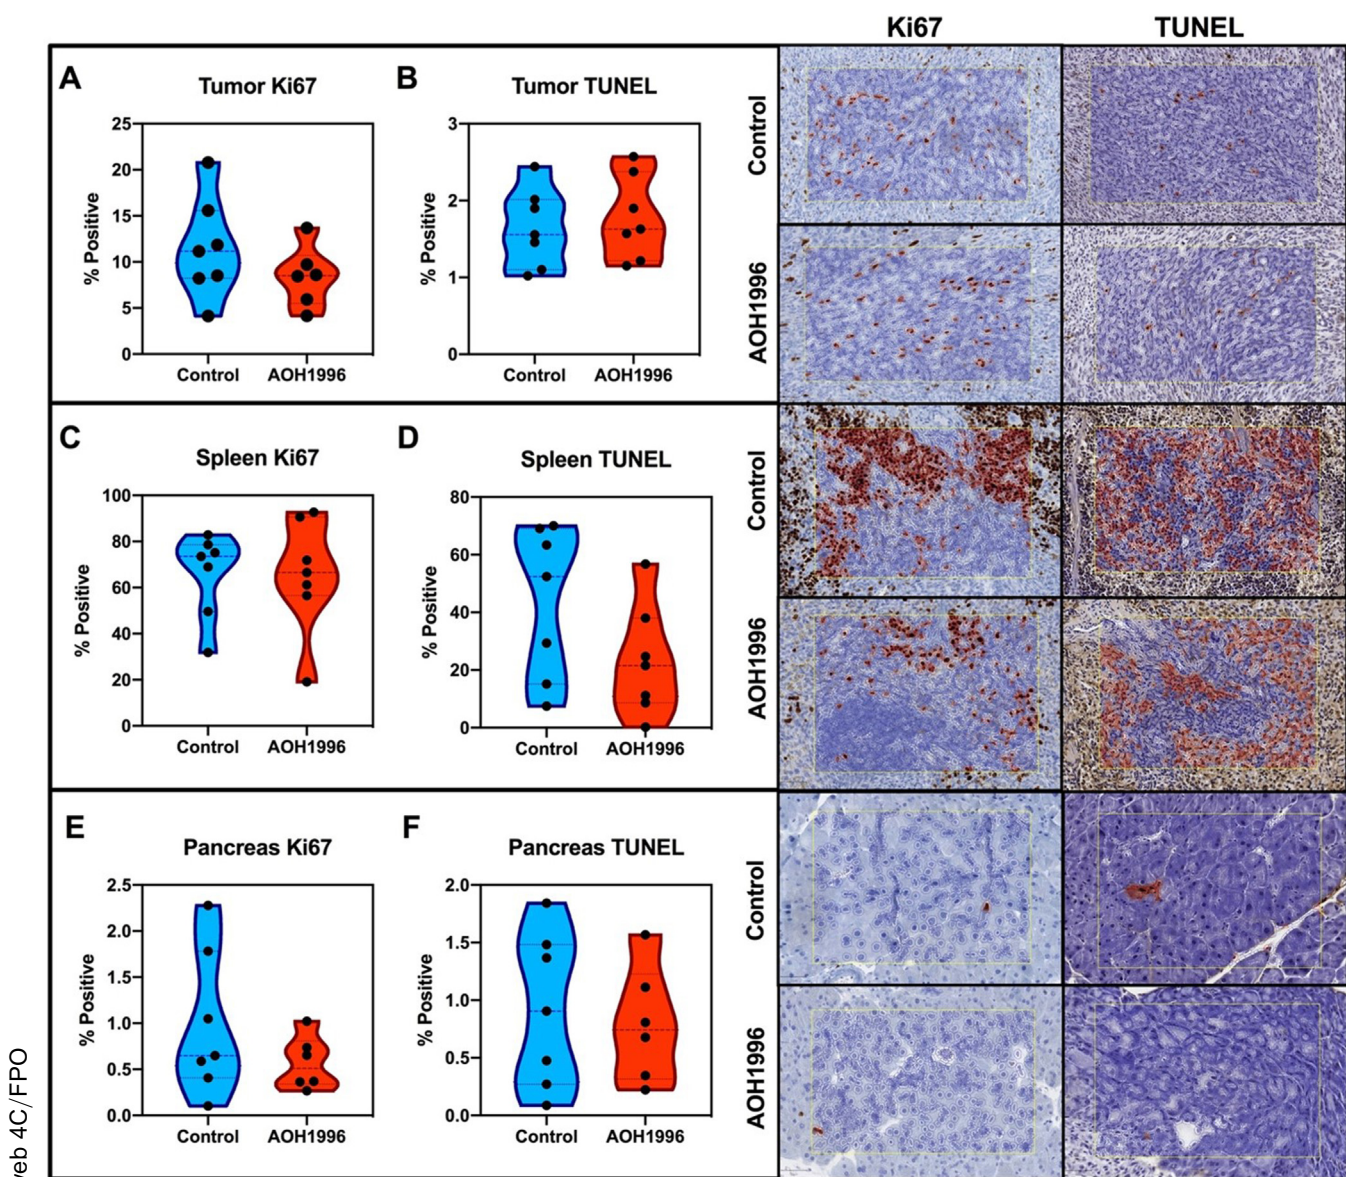 Ki67
TUNEL
A
Tumor Ki67
% Positive
25
20
15
10
5
0
Control
AOH1996
B
Tumor TUNEL
% Positive
3
2
1
0
Control
AOH1996
Control
AOH1996
C
Spleen Ki67
% Positive
100
80
60
40
20
0
Control
AOH1996
D
Spleen TUNEL
% Positive
80
60
40
20
0
Control
AOH1996
Control
AOH1996
E
Pancreas Ki67
% Positive
2.5
2.0
1.5
1.0
0.5
0.0
Control
AOH1996
F
Pancreas TUNEL
% Positive
2.0
1.5
1.0
0.5
0.0
Control
AOH1996
Control
AOH1996
web 4C/FPO